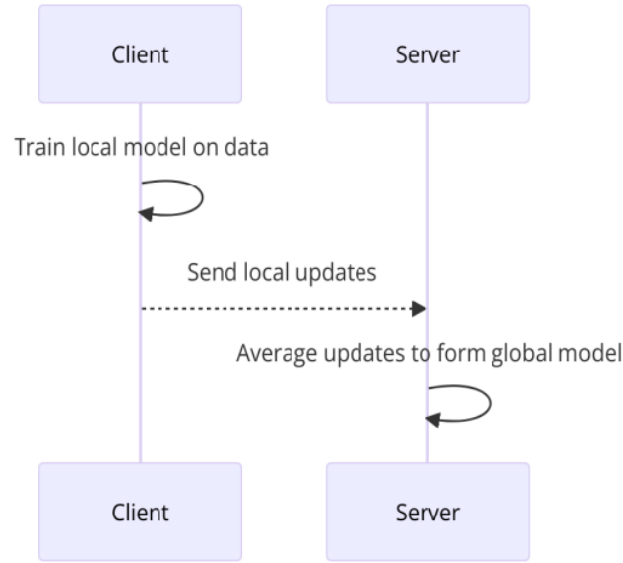 Client
Server
Train local model on data
Send local updates
Average updates to form global model
Client
Server